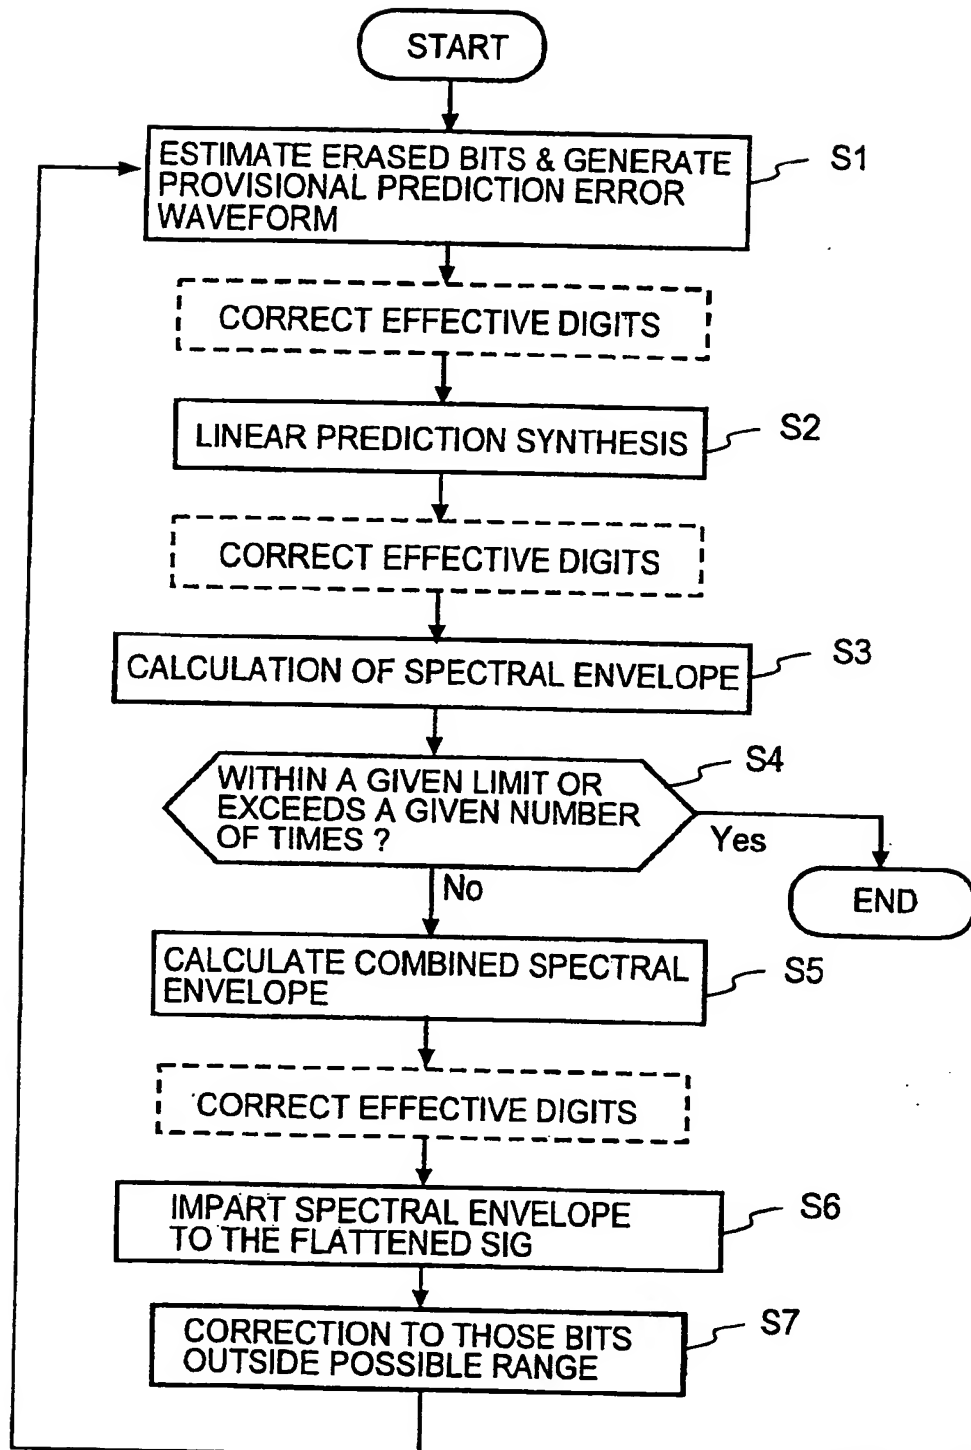 START
ESTIMATE ERASED BITS & GENERATE
PROVISIONAL PREDICTION ERROR
WAVEFORM
S1
CORRECT EFFECTIVE DIGITS
LINEAR PREDICTION SYNTHESIS
S2
CORRECT EFFECTIVE DIGITS
CALCULATION OF SPECTRAL ENVELOPE
S3
WITHIN A GIVEN LIMIT OR
EXCEEDS A GIVEN NUMBER
OF TIMES ?
S4
Yes
No
END
CALCULATE COMBINED SPECTRAL
ENVELOPE
S5
CORRECT EFFECTIVE DIGITS
IMPART SPECTRAL ENVELOPE
TO THE FLATTENED SIG
S6
CORRECTION TO THOSE BITS
OUTSIDE POSSIBLE RANGE
S7